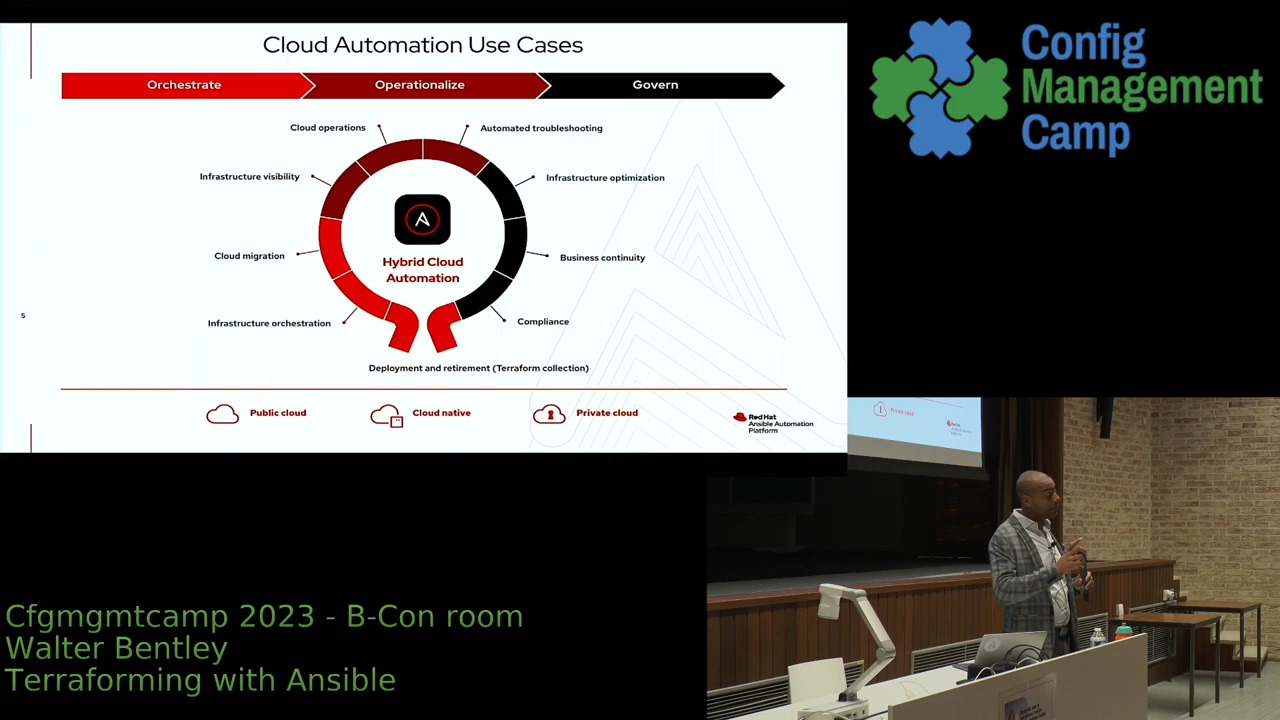 Cloud Automation Use Cases
Orchestrate
Operationalize
Govern
Cloud operations
Automated troubleshooting
Infrastructure visibility
Infrastructure optimization
Cloud migration
Business continuity
Hybrid Cloud
Automation
Infrastructure orchestration
Compliance
5
Deployment and retirement (Terraform collection)
Public cloud
Cloud native
Private cloud
Red Hat
Ansible Automation
Platform
Config
Management
Camp
Private cloud
Cfgmgmtcamp 2023 - B-Con room
Walter Bentley
Terraforming with Ansible